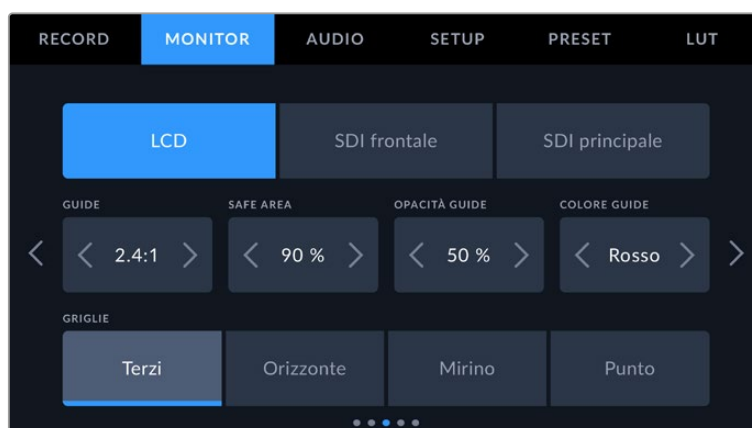 RECORD MONITOR AUDIO SETUP PRESET LUT
LCD SDI frontale SDI principale
GUIDE SAFE AREA OPACITÀ GUIDE COLORE GUIDE
2.4:1 90 % 50 % Rosso
GRIGLIE
Terzi Orizzonte Mirino Punto